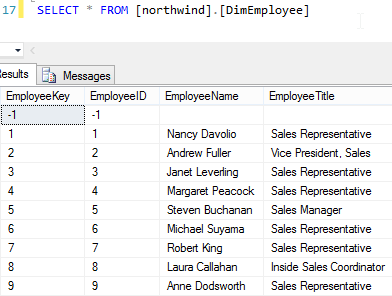 17 SELECT * FROM [northwind].[DimEmployee]
Results Messages
EmployeeKey EmployeeID EmployeeName EmployeeTitle
-1 -1
1 1 Nancy Davolio Sales Representative
2 2 Andrew Fuller Vice President, Sales
3 3 Janet Leverling Sales Representative
4 4 Margaret Peacock Sales Representative
5 5 Steven Buchanan Sales Manager
6 6 Michael Suyama Sales Representative
7 7 Robert King Sales Representative
8 8 Laura Callahan Inside Sales Coordinator
9 9 Anne Dodsworth Sales Representative